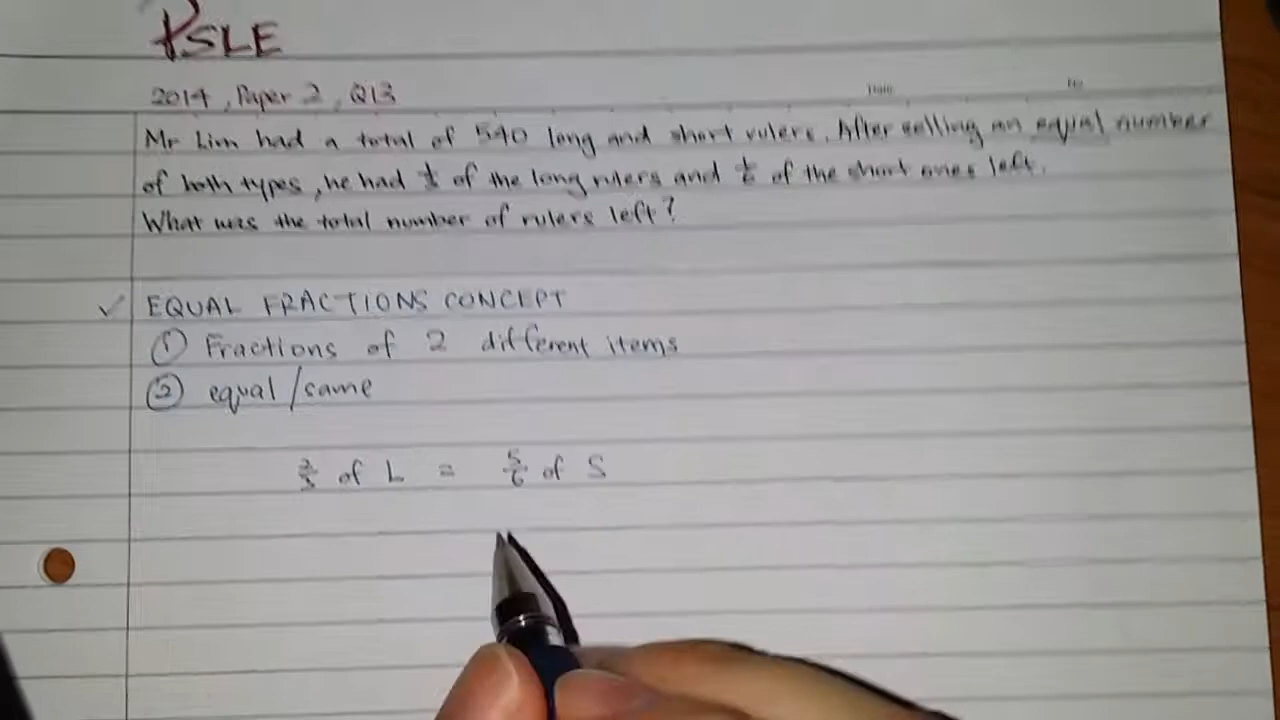 PSLE
2014, Paper 2, Q13
Mr Lim had a total of 540 long and short rulers. After selling an equal number
of both types, he had 1/3 of the long rulers and 1/6 of the short ones left.
What was the total number of rulers left?
✓ EQUAL FRACTIONS CONCEPT
① Fractions of 2 different items
② equal/same
2/3 of L = 5/6 of S